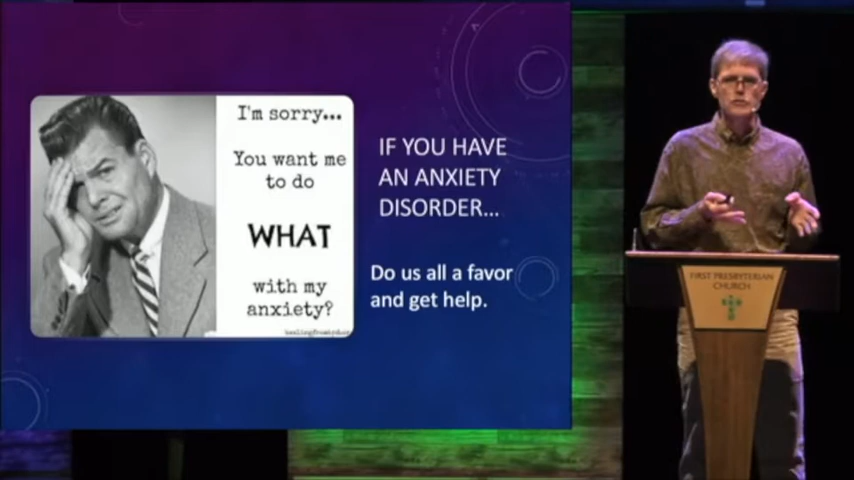 I'm sorry...
You want me
to do
WHAT
with my
anxiety?
IF YOU HAVE
AN ANXIETY
DISORDER...
Do us all a favor
and get help.
FIRST PRESBYTERIAN
CHURCH